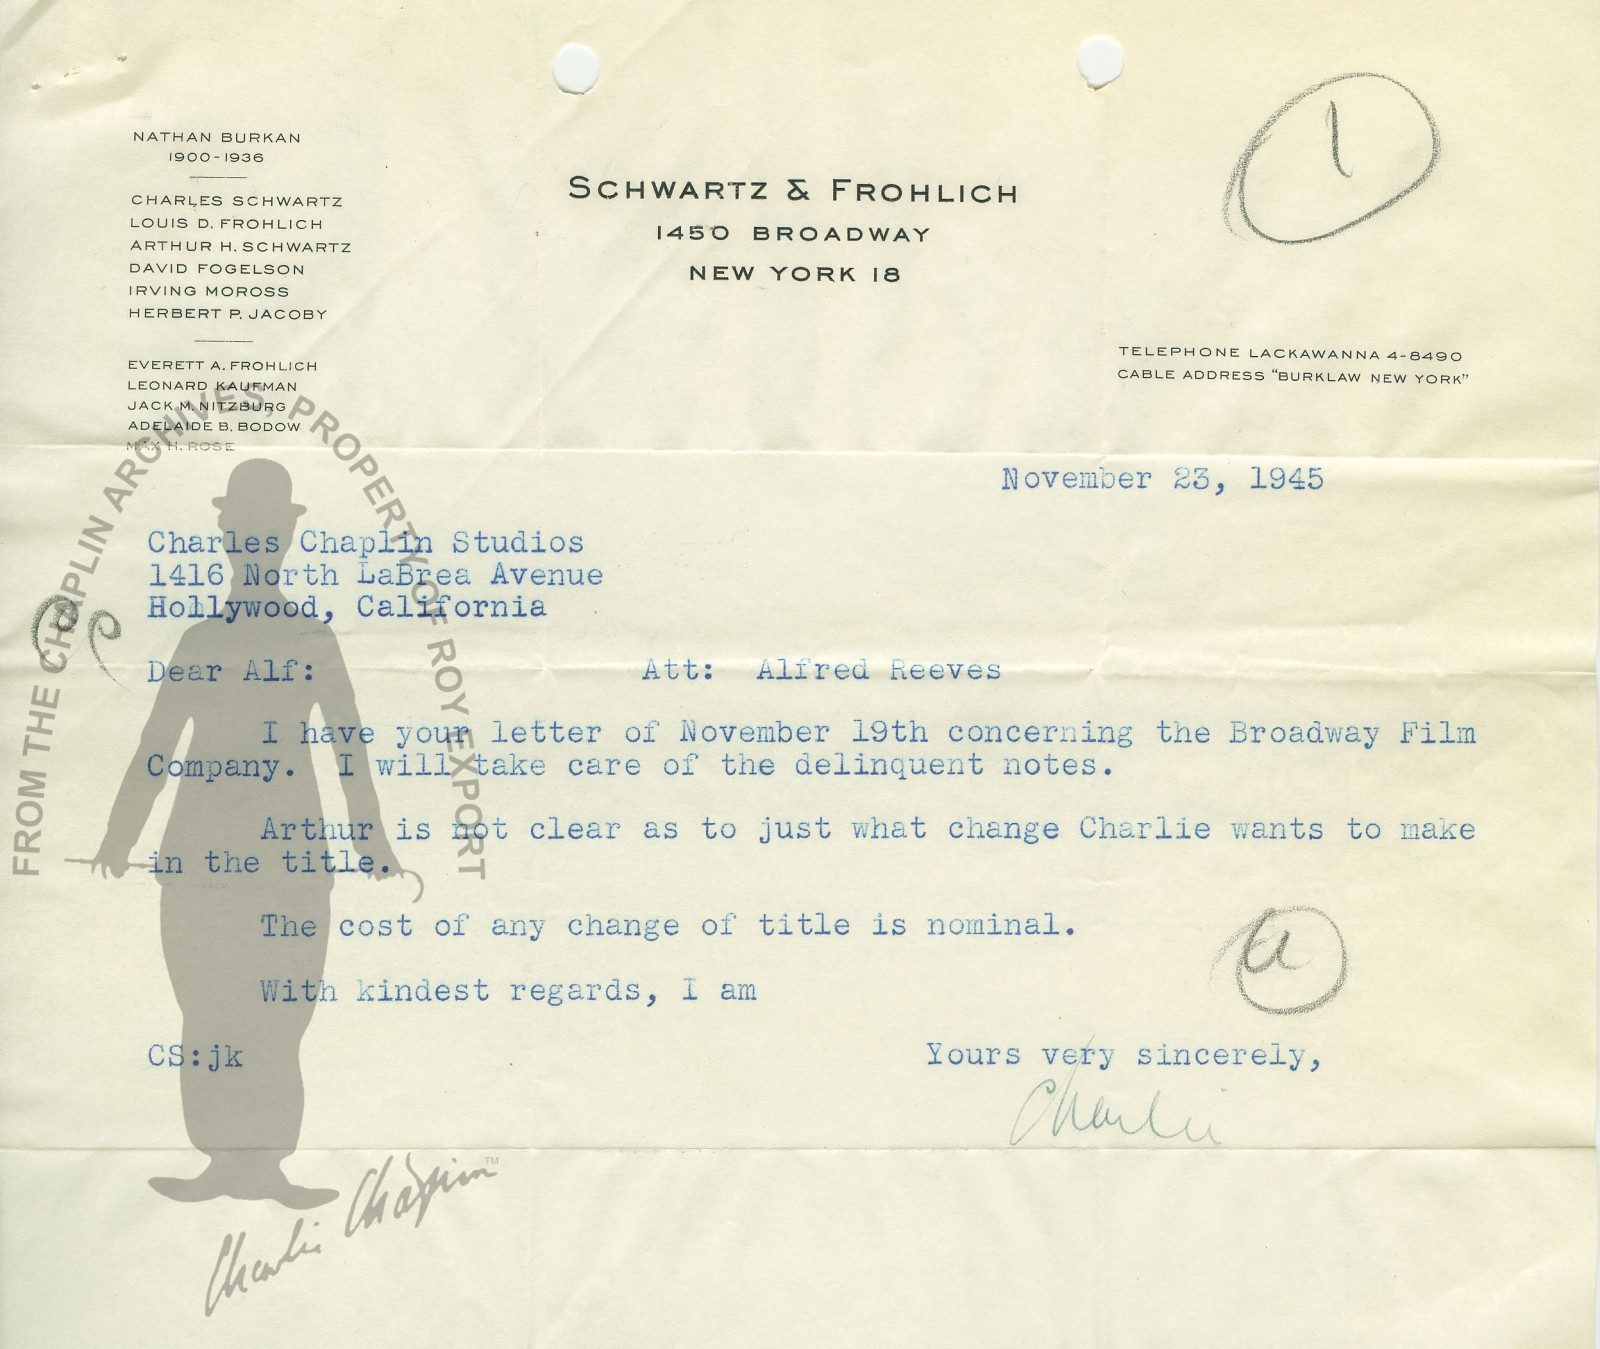 1
NATHAN BURKAN
1900-1936
CHARLES SCHWARTZ
LOUIS D. FROHLICH
ARTHUR H. SCHWARTZ
DAVID FOGELSON
IRVING MOROSS
HERBERT P. JACOBY
EVERETT A. FROHLICH
LEONARD KAUFMAN
JACK M. NITZBURG
ADELAIDE B. BODOW
MAX H. ROSE
SCHWARTZ & FROHLICH
1450 BROADWAY
NEW YORK 18
TELEPHONE LACKAWANNA 4-8490
CABLE ADDRESS "BURKLAW NEW YORK"
November 23, 1945
Charles Chaplin Studios
1416 North LaBrea Avenue
Hollywood, California
Dear Alf: Att: Alfred Reeves
I have your letter of November 19th concerning the Broadway Film
Company. I will take care of the delinquent notes.
Arthur is not clear as to just what change Charlie wants to make
in the title.
The cost of any change of title is nominal.
With kindest regards, I am
CS:jk Yours very sincerely,
Charlie
FROM THE CHAPLIN ARCHIVES, PROPERTY OF ROY EXPORT
Charlie Chaplin™